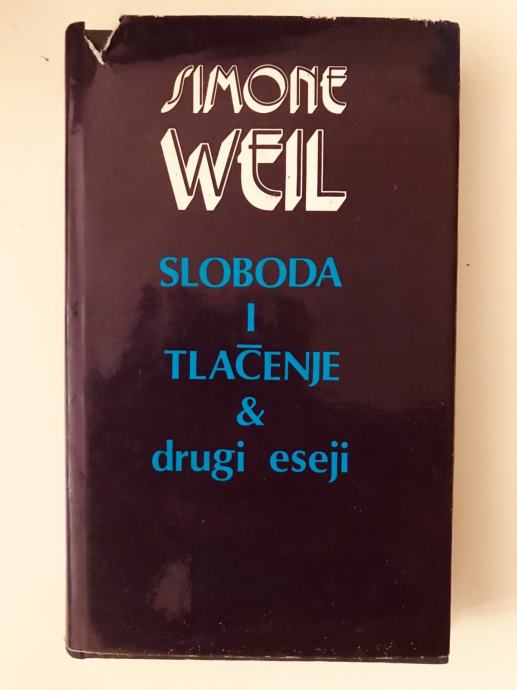 SIMONE
WEIL
SLOBODA
I
TLAČENJE
&
drugi eseji